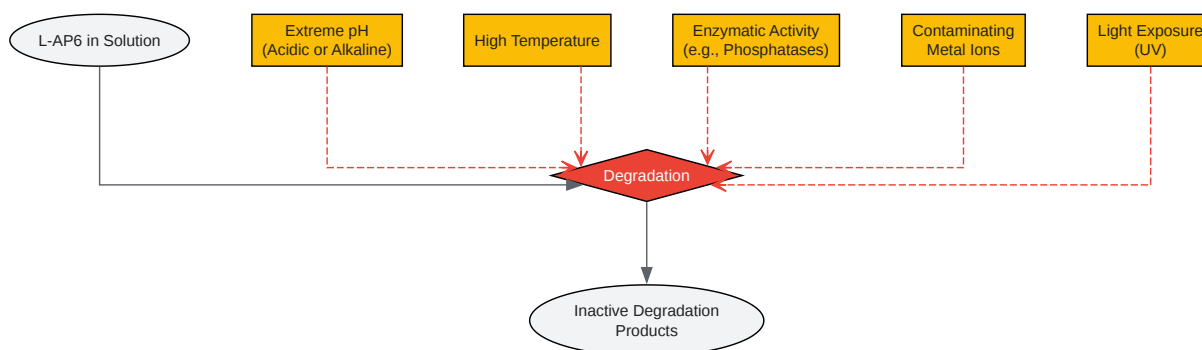 L-AP6 in Solution
Extreme pH
(Acidic or Alkaline)
High Temperature
Enzymatic Activity
(e.g., Phosphatases)
Contaminating
Metal Ions
Light Exposure
(UV)
Degradation
Inactive Degradation
Products